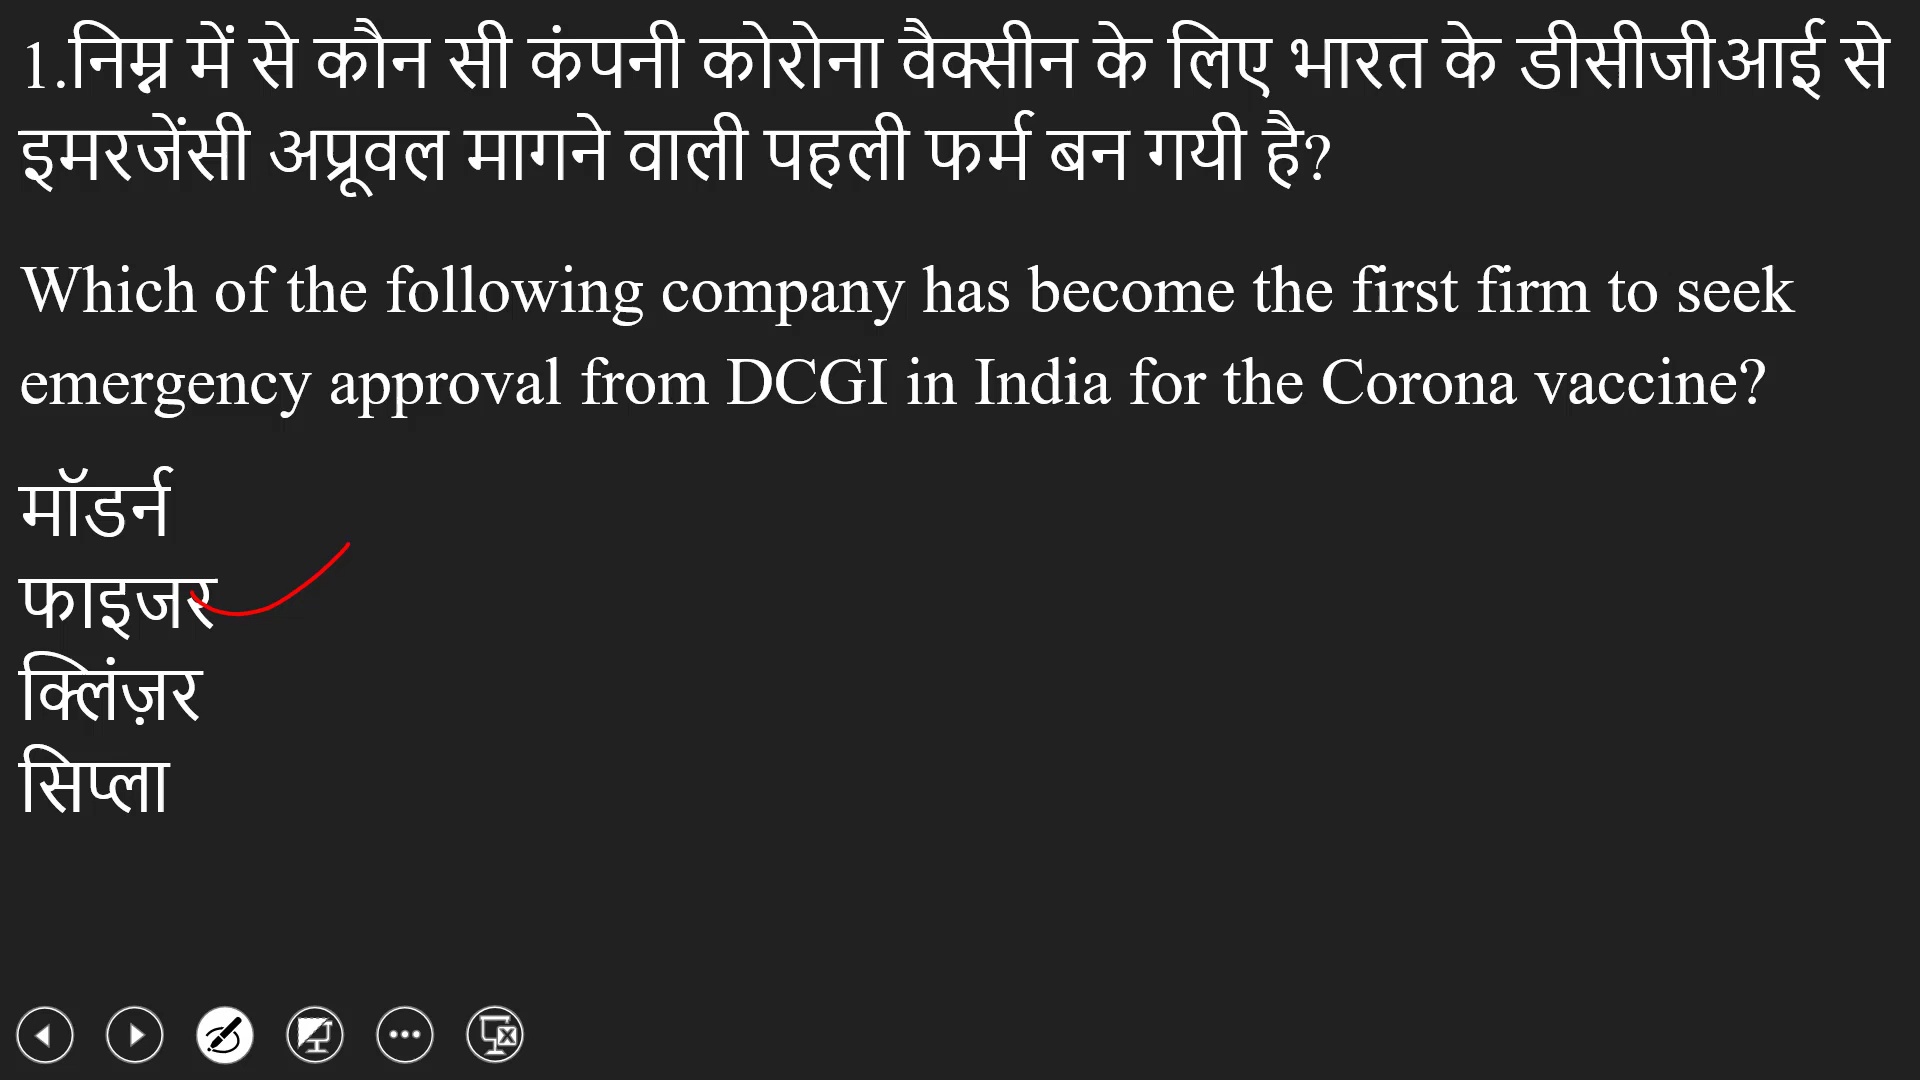 1.निम्न में से कौन सी कंपनी कोरोना वैक्सीन के लिए भारत के डीसीजीआई से
इमरजेंसी अप्रूवल मागने वाली पहली फर्म बन गयी है?
Which of the following company has become the first firm to seek
emergency approval from DCGI in India for the Corona vaccine?
मॉडर्न
फाइजर
क्लिंज़र
सिप्ला